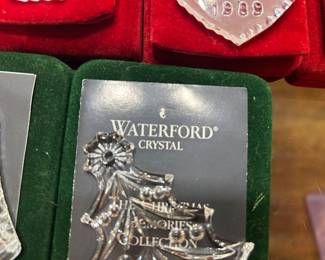 1989
WATERFORD®
CRYSTAL
THE CHRISTMAS
MEMORIES
COLLECTION